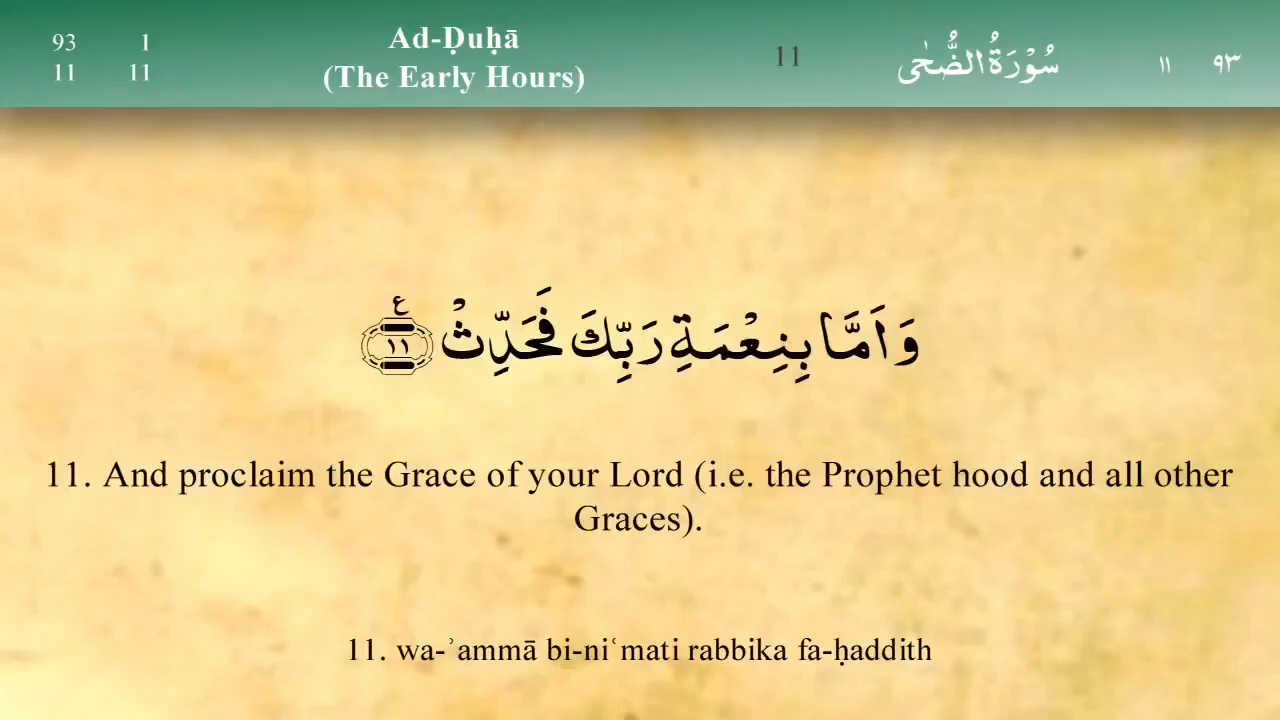 93 1
11 11
Ad-Ḍuḥā
(The Early Hours)
11
سُوْرَةُ الضُّحٰى
١١ ٩٣
وَاَمَّا بِنِعْمَةِ رَبِّكَ فَحَدِّثْ ١١ ع
11. And proclaim the Grace of your Lord (i.e. the Prophet hood and all other
Graces).
11. wa-ʾammā bi-niʿmati rabbika fa-ḥaddith